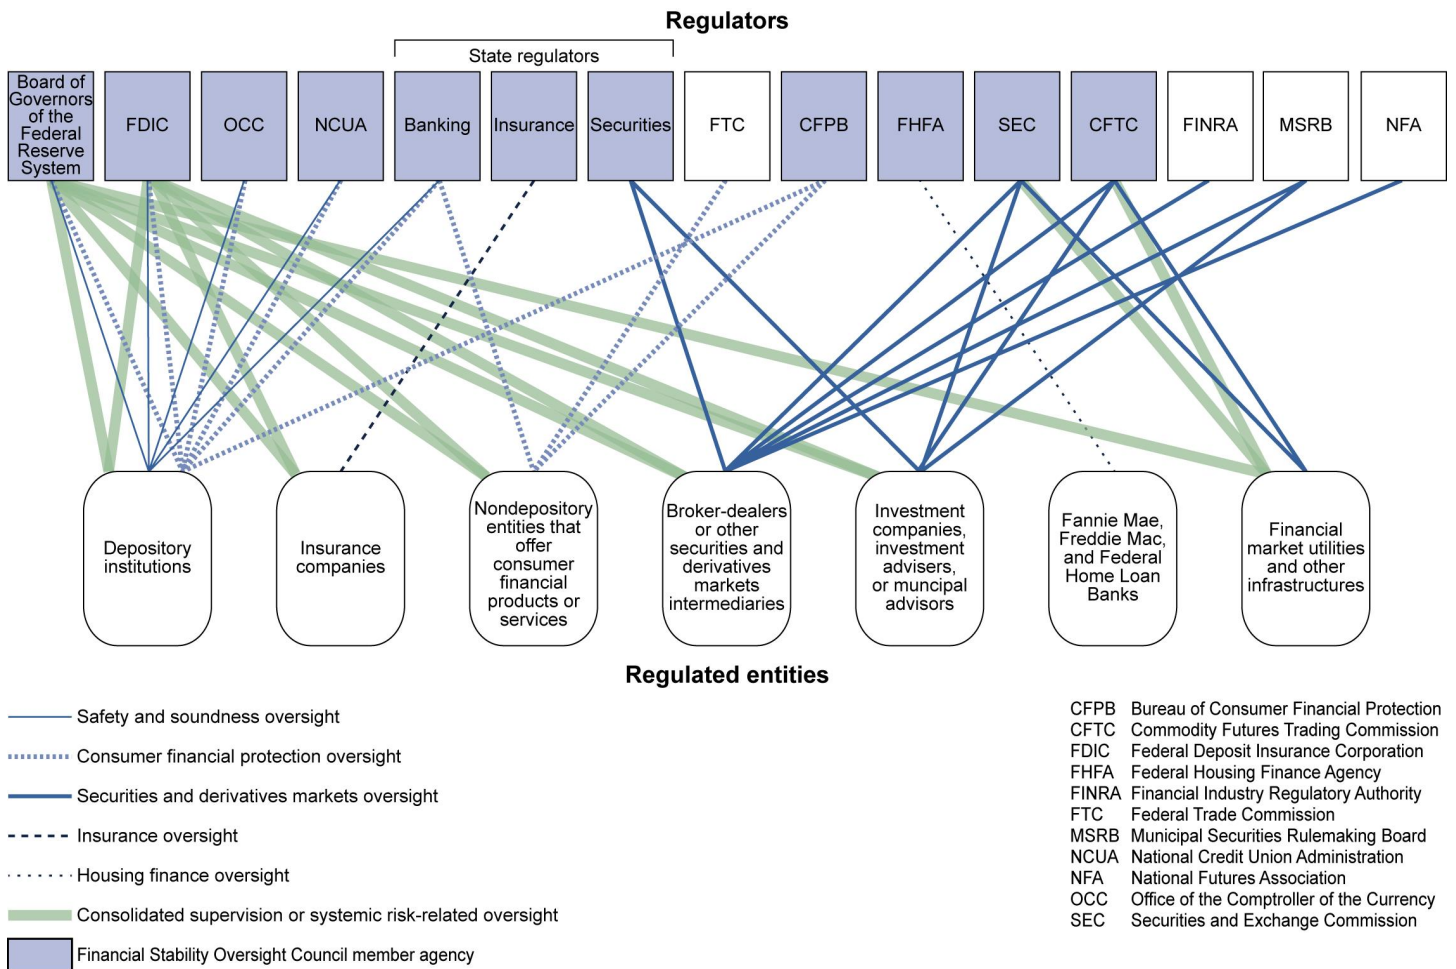 Regulators
State regulators
Board of
Governors
of the
Federal
Reserve
System
FDIC
OCC
NCUA
Banking
Insurance
Securities
FTC
CFPB
FHFA
SEC
CFTC
FINRA
MSRB
NFA
Depository
institutions
Insurance
companies
Nondepository
entities that
offer
consumer
financial
products or
services
Broker-dealers
or other
securities and
derivatives
markets
intermediaries
Investment
companies,
investment
advisers,
or muncipal
advisors
Fannie Mae,
Freddie Mac,
and Federal
Home Loan
Banks
Financial
market utilities
and other
infrastructures
Regulated entities
Safety and soundness oversight
Consumer financial protection oversight
Securities and derivatives markets oversight
Insurance oversight
Housing finance oversight
Consolidated supervision or systemic risk-related oversight
Financial Stability Oversight Council member agency
CFPB Bureau of Consumer Financial Protection
CFTC Commodity Futures Trading Commission
FDIC Federal Deposit Insurance Corporation
FHFA Federal Housing Finance Agency
FINRA Financial Industry Regulatory Authority
FTC Federal Trade Commission
MSRB Municipal Securities Rulemaking Board
NCUA National Credit Union Administration
NFA National Futures Association
OCC Office of the Comptroller of the Currency
SEC Securities and Exchange Commission